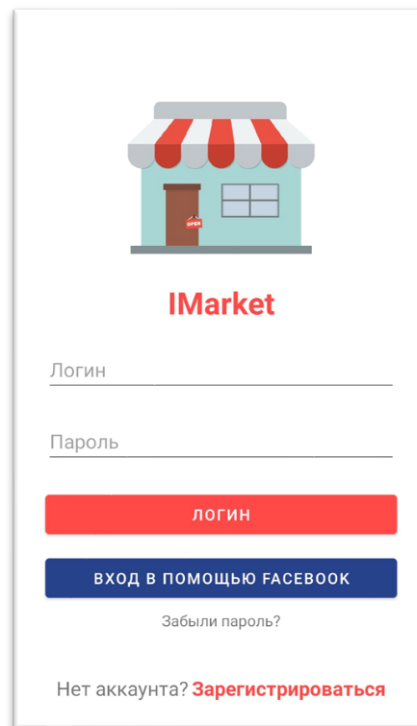 IMarket
Логин
Пароль
ЛОГИН
ВХОД В ПОМОЩЬЮ FACEBOOK
Забыли пароль?
Нет аккаунта? Зарегистрироваться